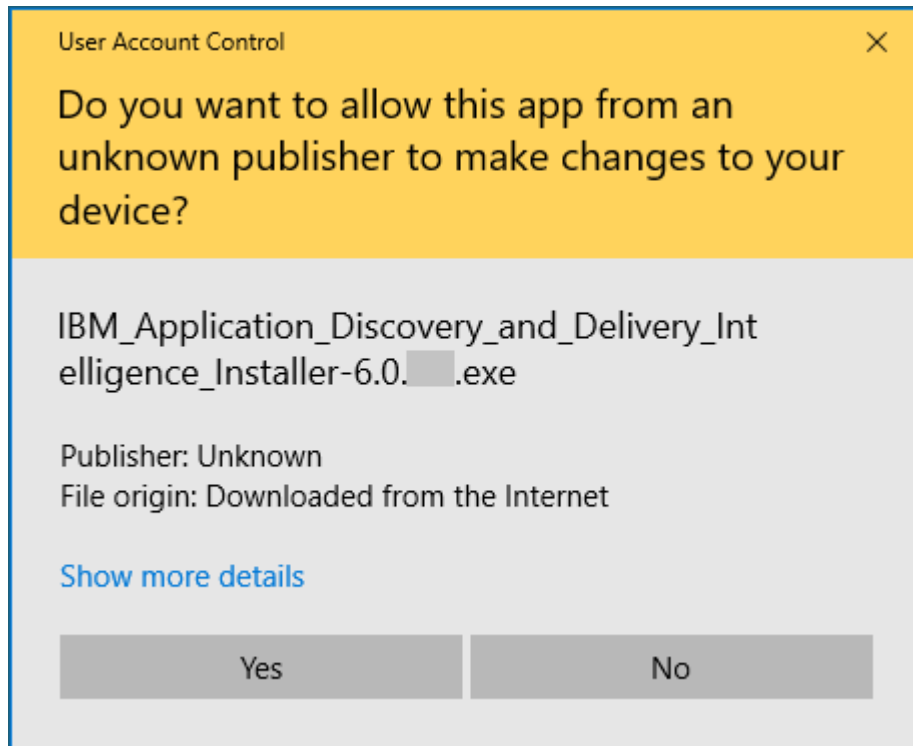 User Account Control
Do you want to allow this app from an
unknown publisher to make changes to your
device?
IBM_Application_Discovery_and_Delivery_Int
elligence_Installer-6.0. .exe
Publisher: Unknown
File origin: Downloaded from the Internet
Show more details
Yes
No